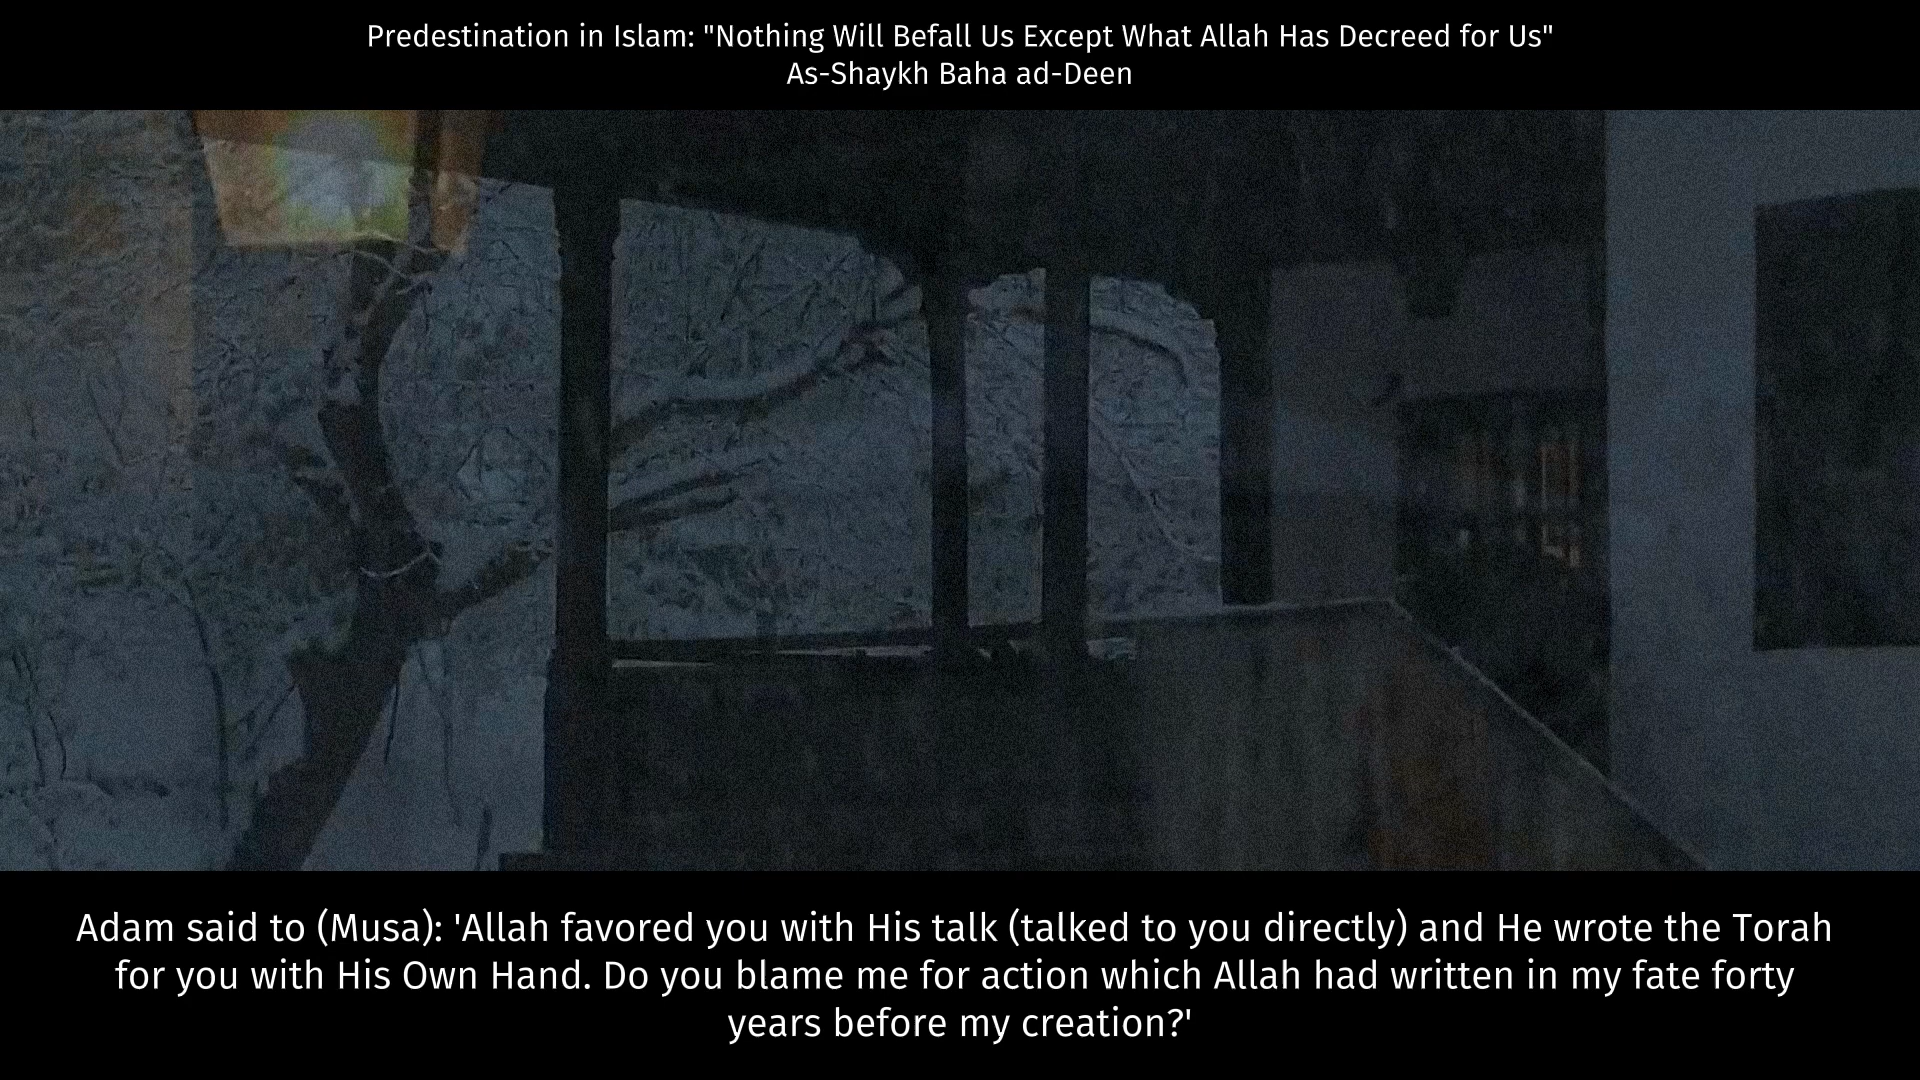 Predestination in Islam: "Nothing Will Befall Us Except What Allah Has Decreed for Us"
As-Shaykh Baha ad-Deen
Adam said to (Musa): 'Allah favored you with His talk (talked to you directly) and He wrote the Torah
for you with His Own Hand. Do you blame me for action which Allah had written in my fate forty
years before my creation?'